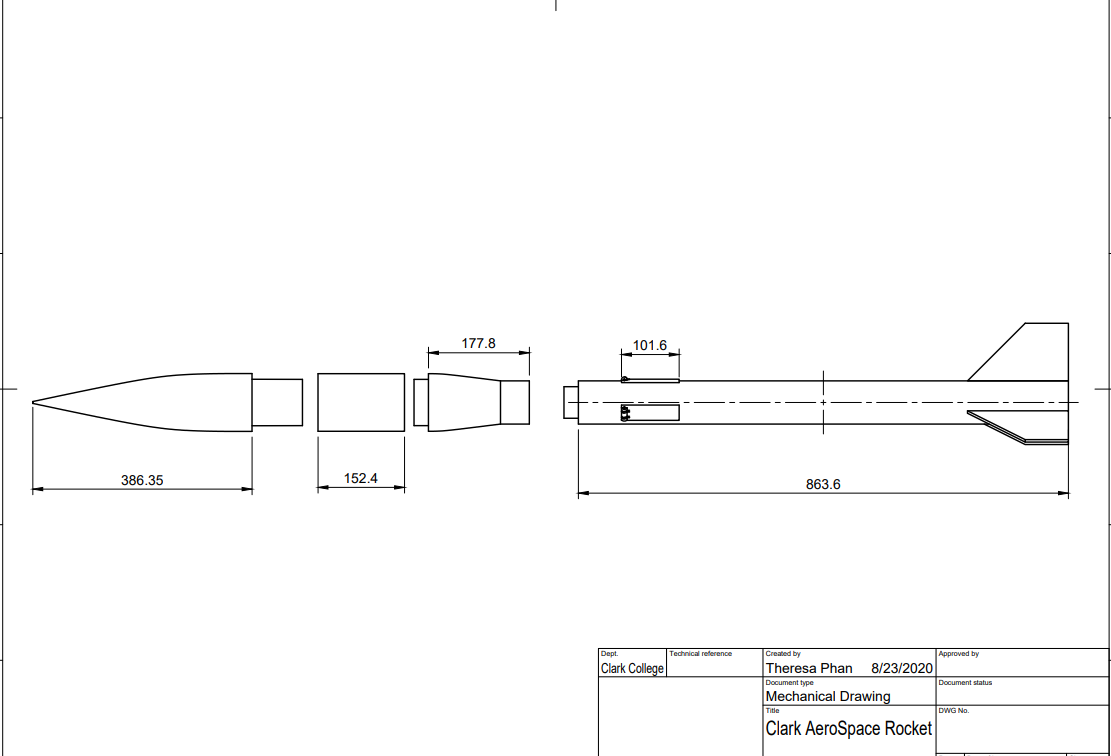 177.8
101.6
386.35
152.4
863.6
Dept. Technical reference Created by Approved by
Clark College Theresa Phan 8/23/2020
Document type Document status
Mechanical Drawing
Title DWG No.
Clark AeroSpace Rocket